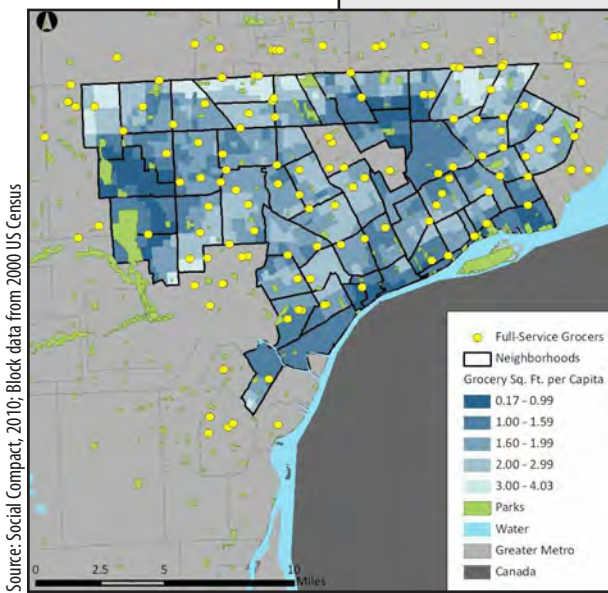 Source: Social Compact, 2010; Block data from 2000 US Census
Full-Service Grocers
Neighborhoods
Grocery Sq. Ft. per Capita
0.17 - 0.99
1.00 - 1.59
1.60 - 1.99
2.00 - 2.99
3.00 - 4.03
Parks
Water
Greater Metro
Canada
0 2.5 5 10
Miles